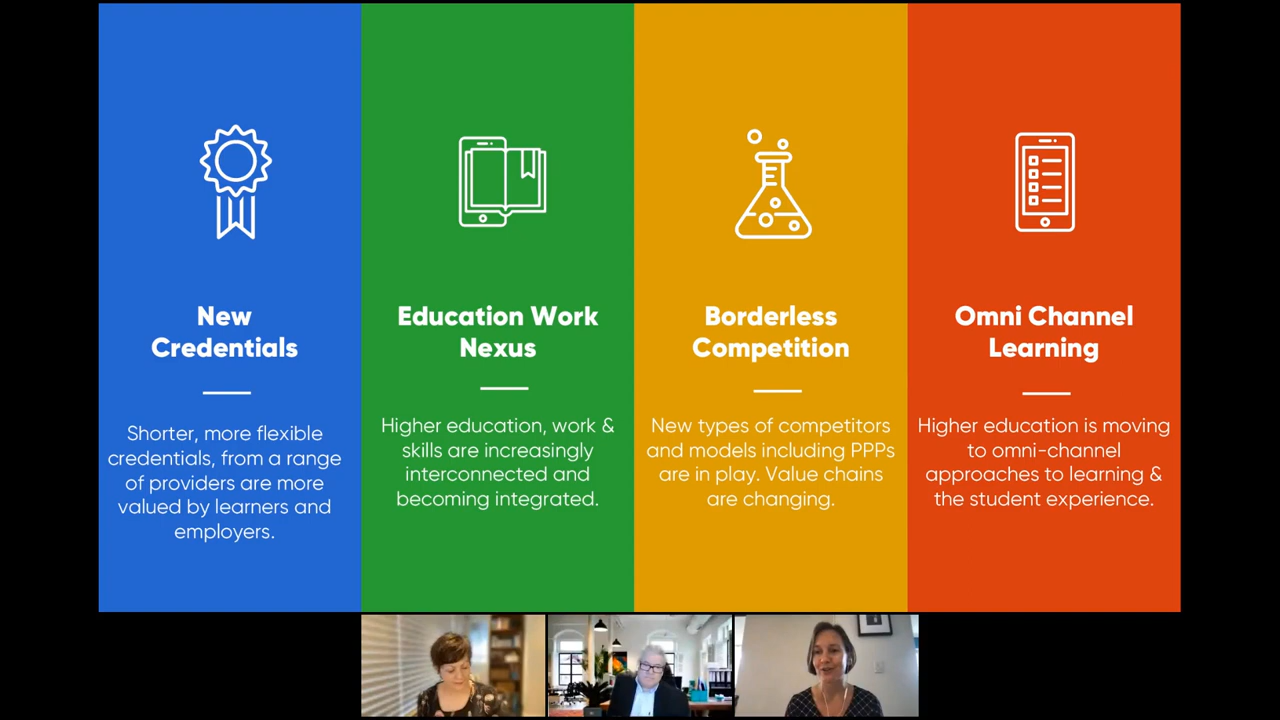 New
Credentials
Shorter, more flexible
credentials, from a range
of providers are more
valued by learners and
employers.
Education Work
Nexus
Higher education, work &
skills are increasingly
interconnected and
becoming integrated.
Borderless
Competition
New types of competitors
and models including PPPs
are in play. Value chains
are changing.
Omni Channel
Learning
Higher education is moving
to omni-channel
approaches to learning &
the student experience.